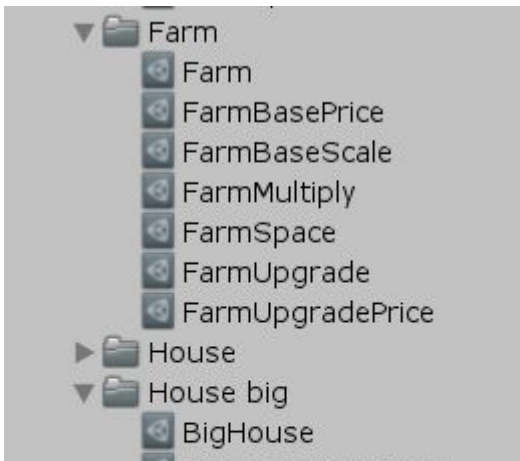 Farm
Farm
FarmBasePrice
FarmBaseScale
FarmMultiply
FarmSpace
FarmUpgrade
FarmUpgradePrice
House
House big
BigHouse